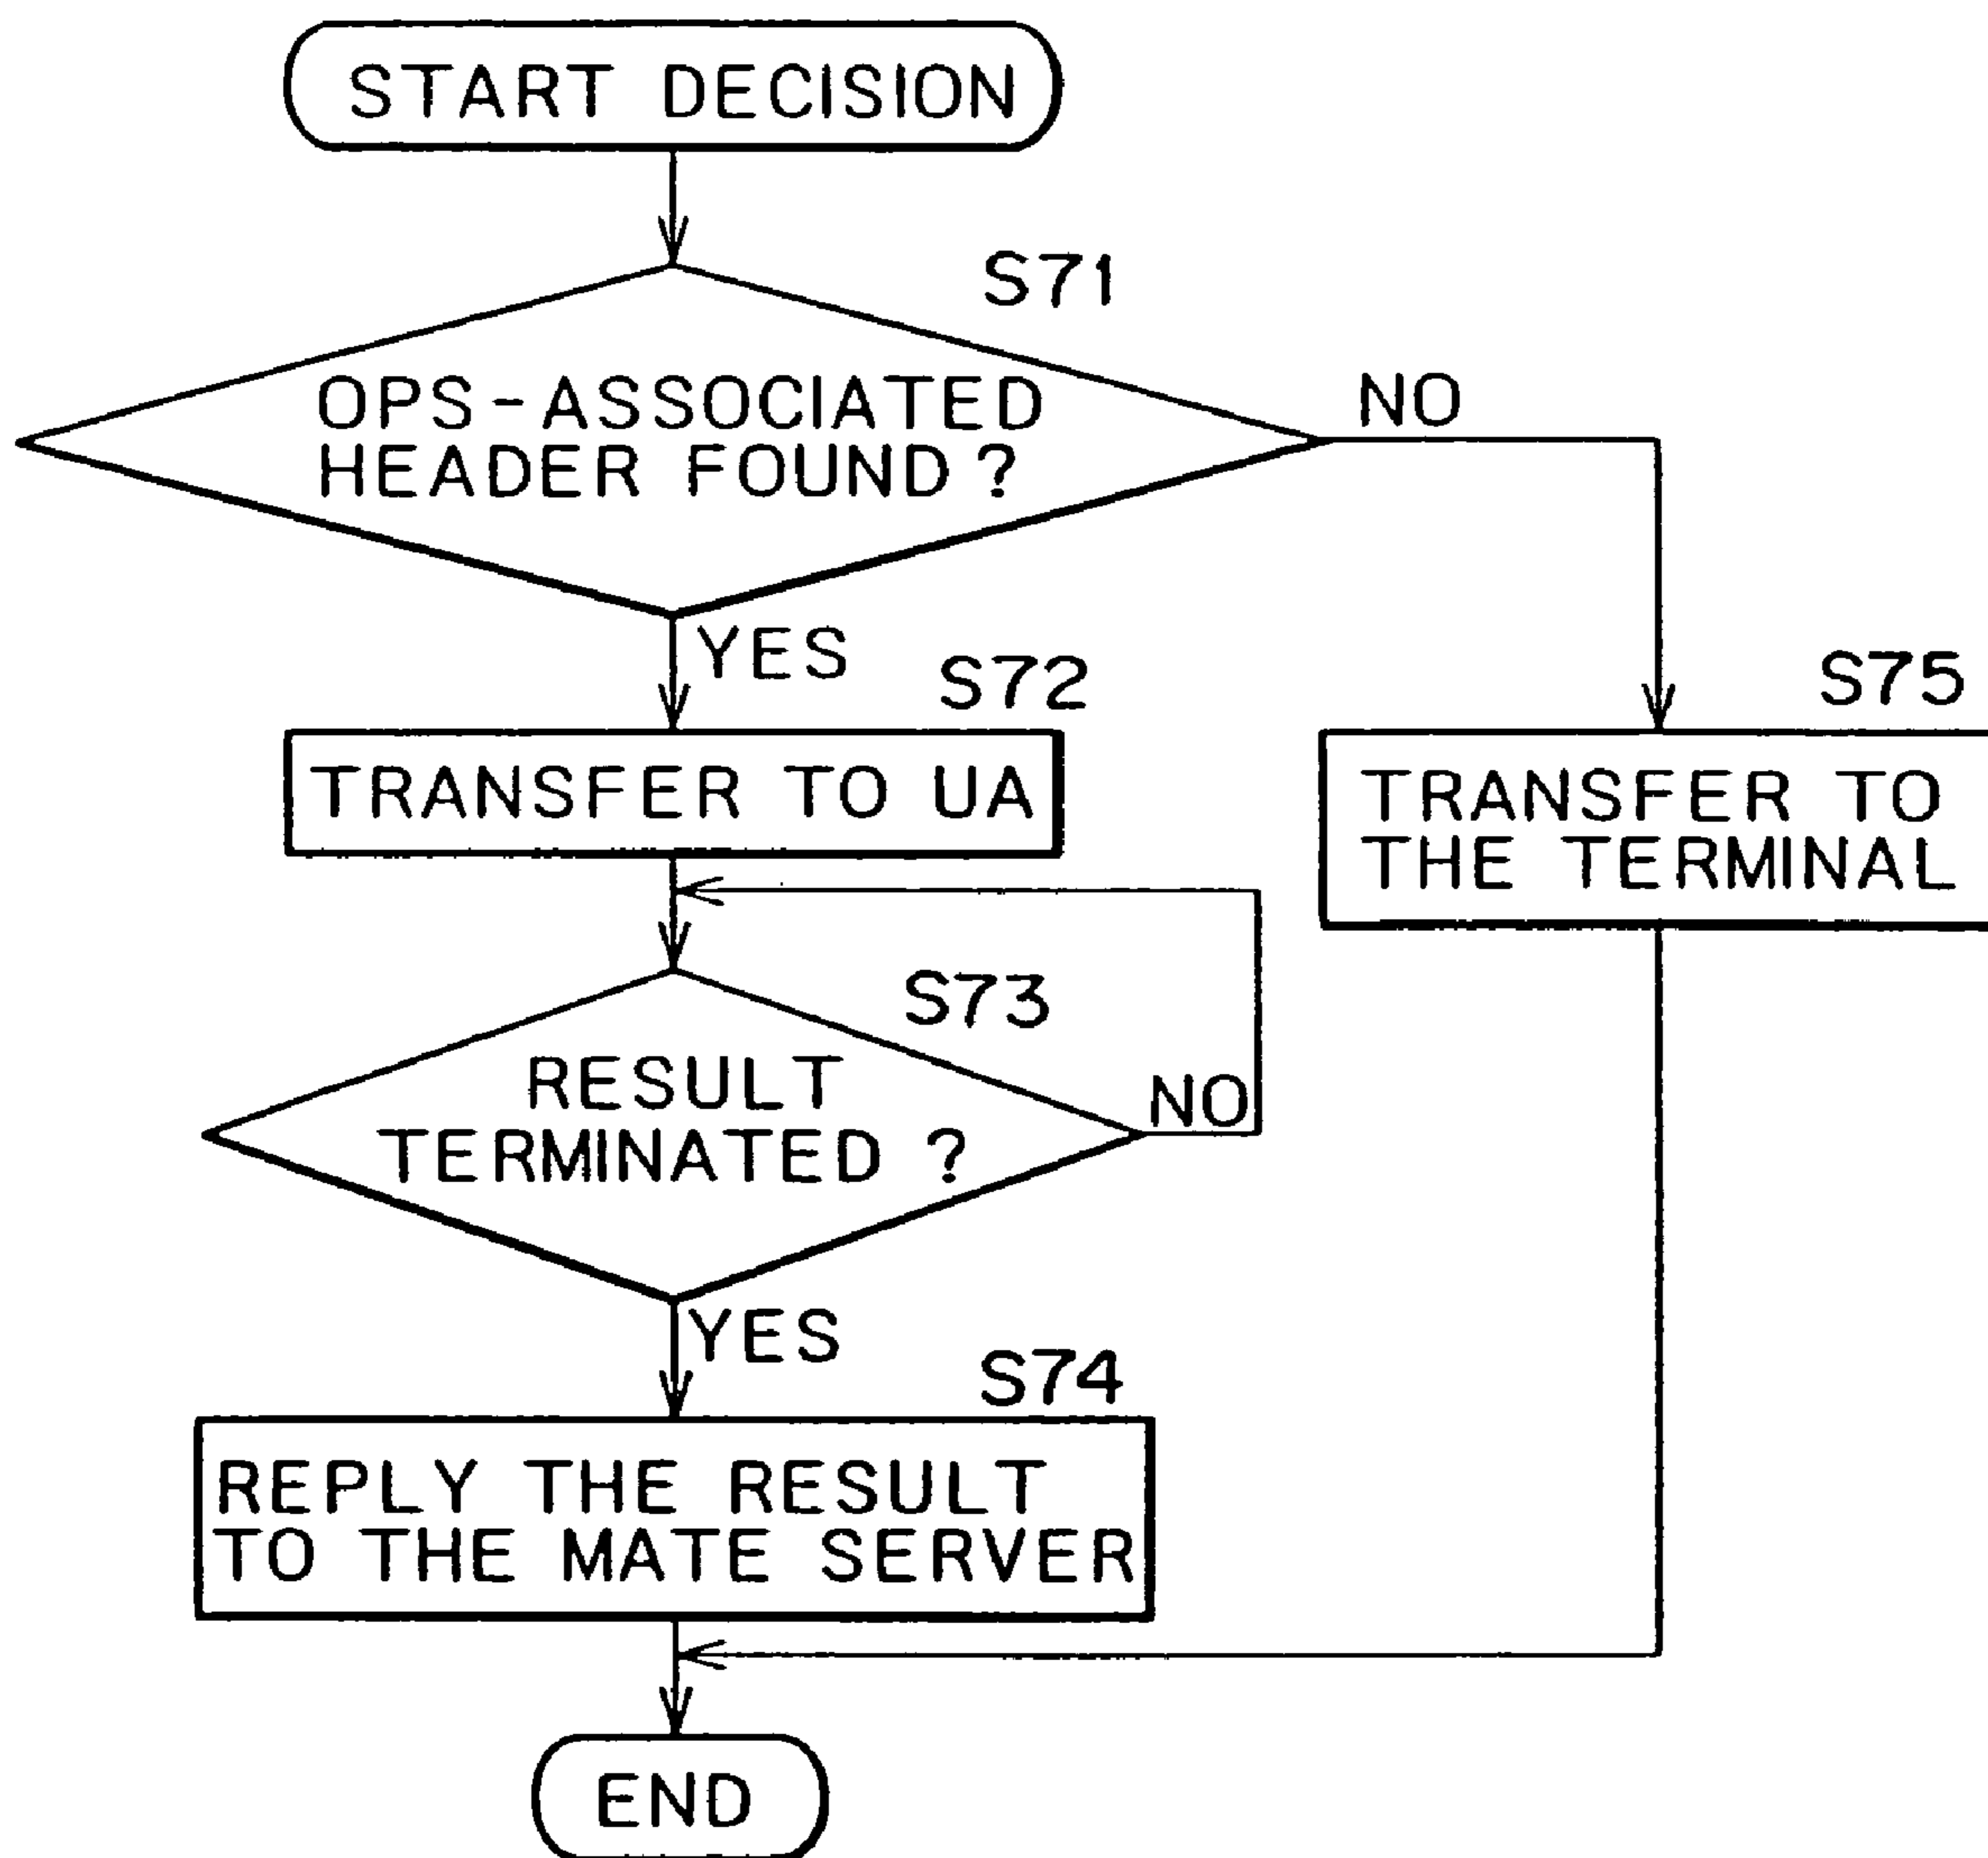 START DECISION
S71
OPS-ASSOCIATED
HEADER FOUND?
NO
YES
S72
TRANSFER TO UA
S75
TRANSFER TO
THE TERMINAL
S73
RESULT
TERMINATED ?
NO
YES
S74
REPLY THE RESULT
TO THE MATE SERVER
END